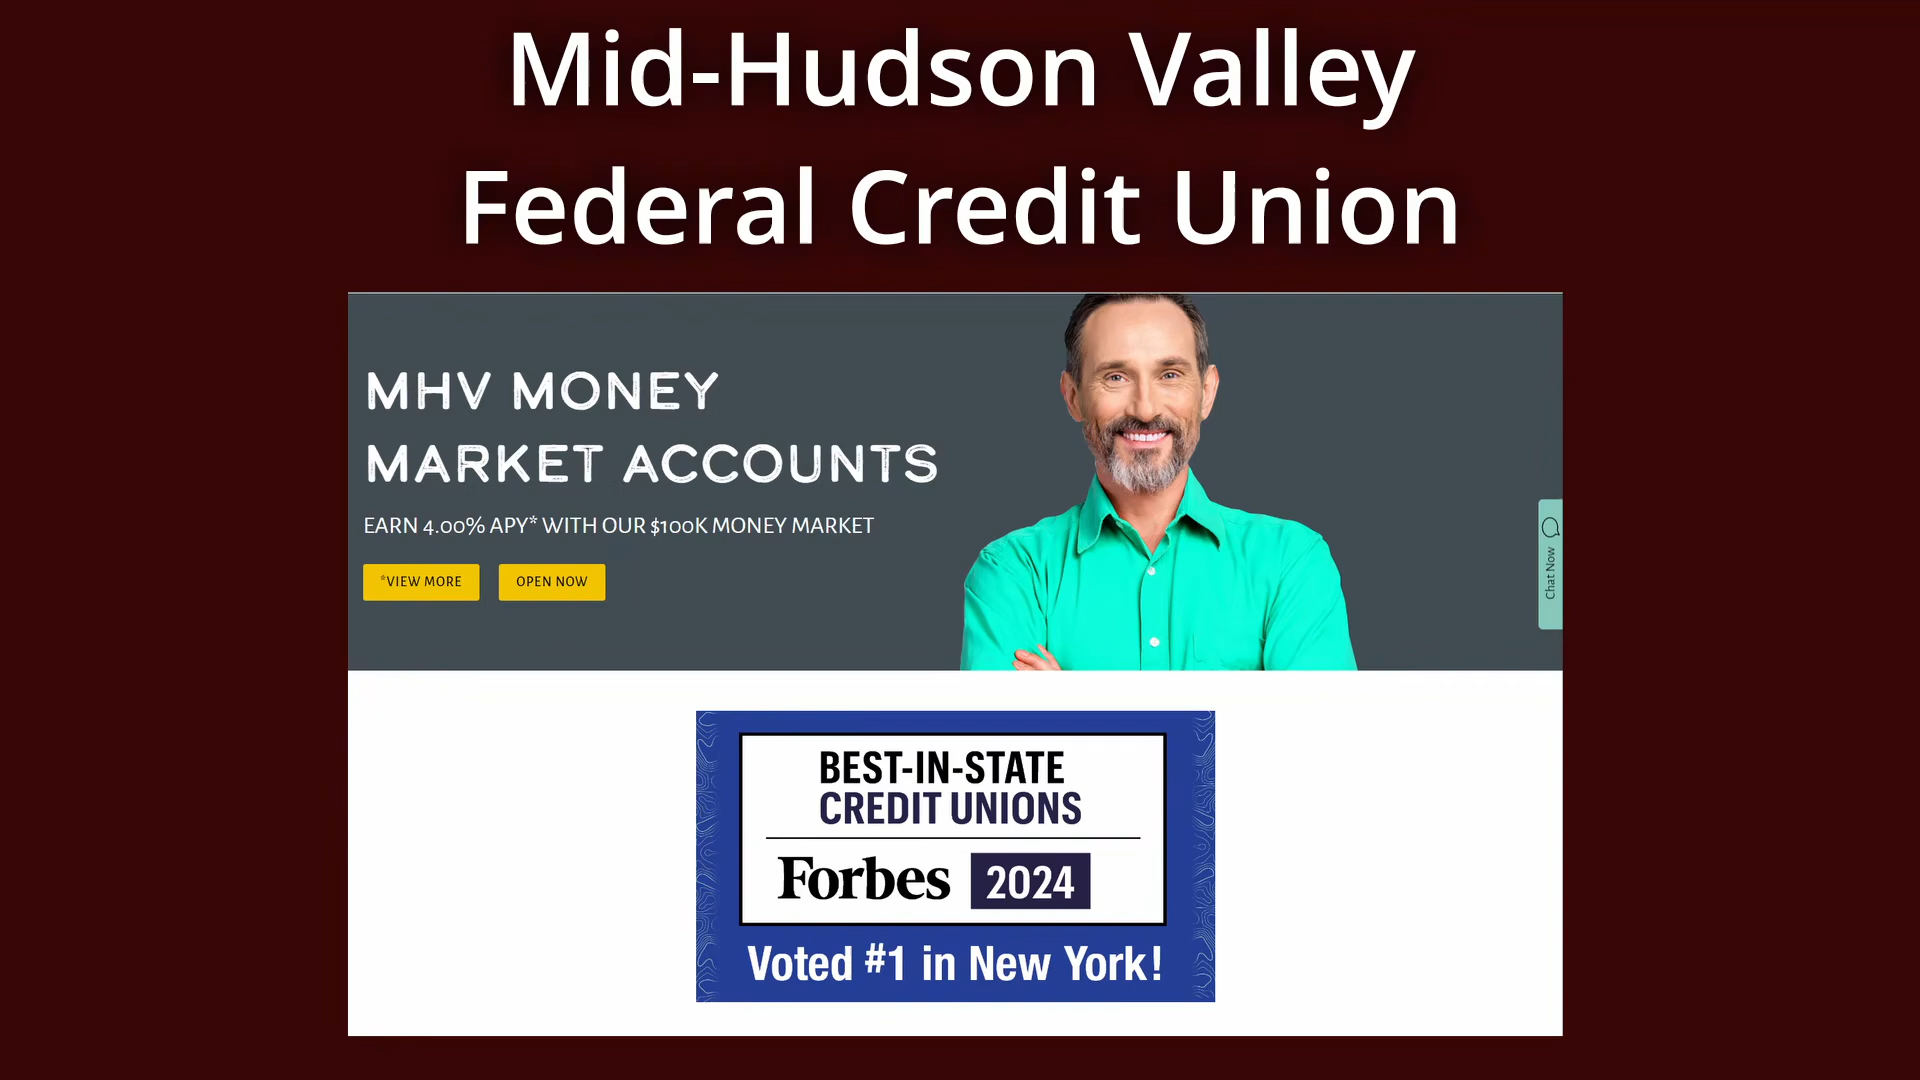 Mid-Hudson Valley
Federal Credit Union
MHV MONEY
MARKET ACCOUNTS
EARN 4.00% APY* WITH OUR $100K MONEY MARKET
*VIEW MORE
OPEN NOW
Chat Now
BEST-IN-STATE
CREDIT UNIONS
Forbes 2024
Voted #1 in New York!